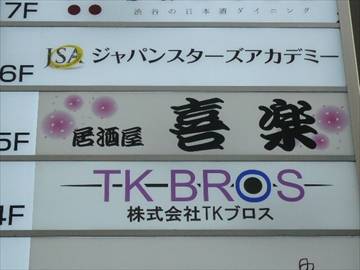 7F
渋谷の日本酒ダイニング
6F
JSA ジャパンスターズアカデミー
5F
居酒屋 喜楽
4F
TK BROS
株式会社TKブロス